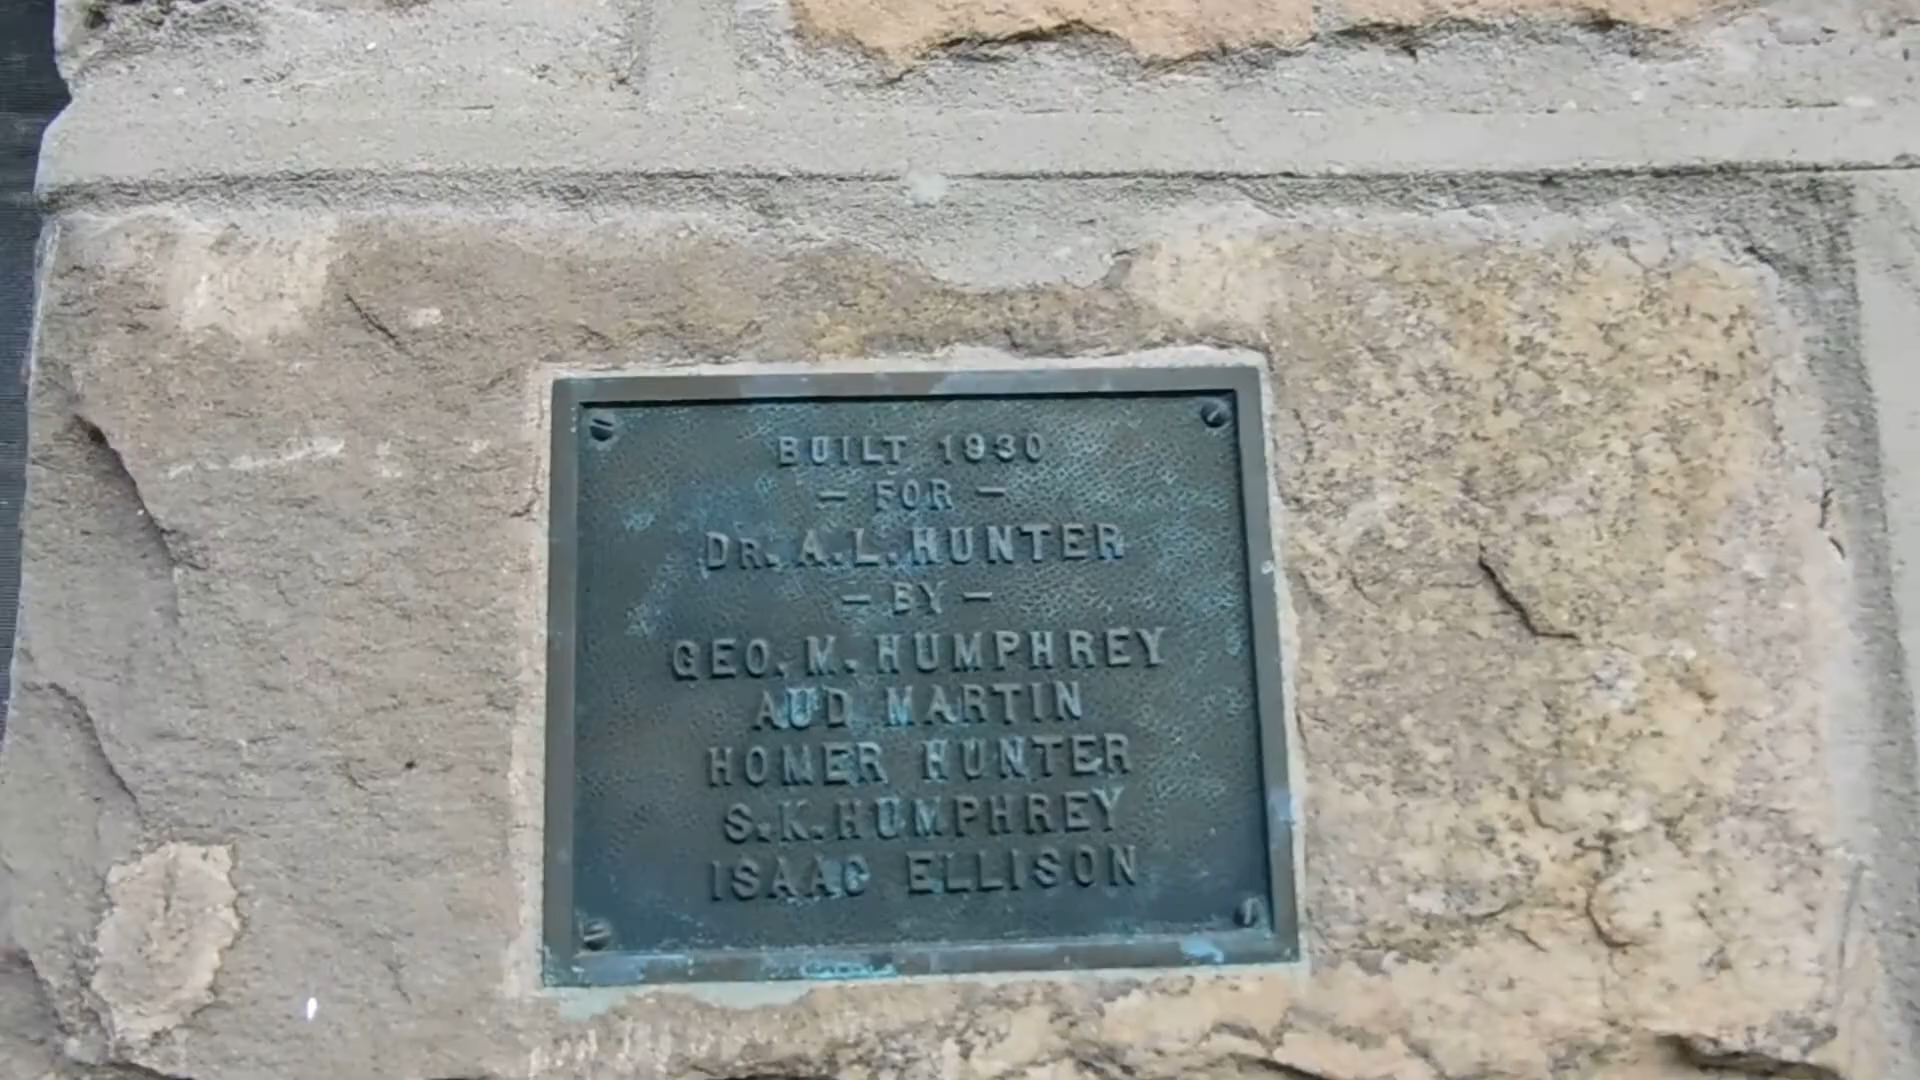 BUILT 1930
— FOR —
DR. A. L. HUNTER
— BY —
GEO. M. HUMPHREY
AUD MARTIN
HOMER HUNTER
S. K. HUMPHREY
ISAAC ELLISON